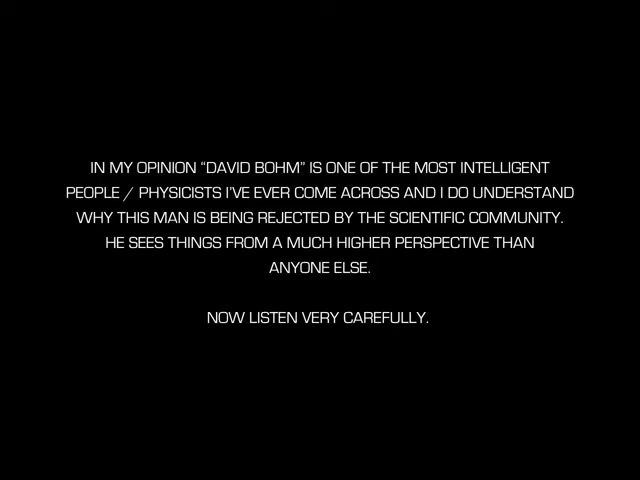 IN MY OPINION “DAVID BOHM” IS ONE OF THE MOST INTELLIGENT
PEOPLE / PHYSICISTS I'VE EVER COME ACROSS AND I DO UNDERSTAND
WHY THIS MAN IS BEING REJECTED BY THE SCIENTIFIC COMMUNITY.
HE SEES THINGS FROM A MUCH HIGHER PERSPECTIVE THAN
ANYONE ELSE.
NOW LISTEN VERY CAREFULLY.